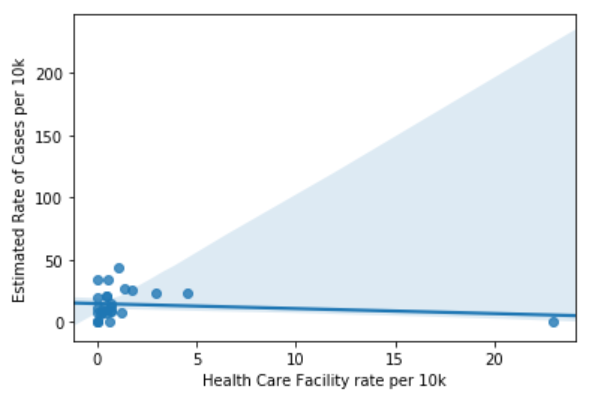 Estimated Rate of Cases per 10k
200
150
100
50
0
0 5 10 15 20
Health Care Facility rate per 10k